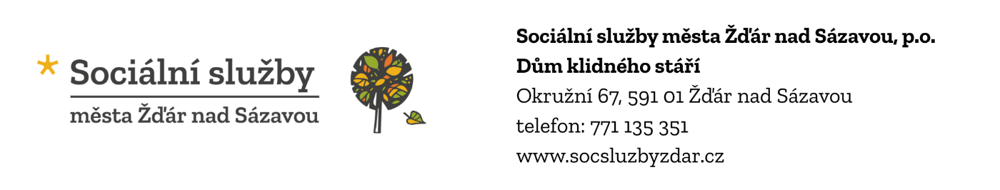 * Sociální služby
města Žďár nad Sázavou
Sociální služby města Žďár nad Sázavou, p.o.
Dům klidného stáří
Okružní 67, 591 01 Žďár nad Sázavou
telefon: 771 135 351
www.socsluzbyzdar.cz